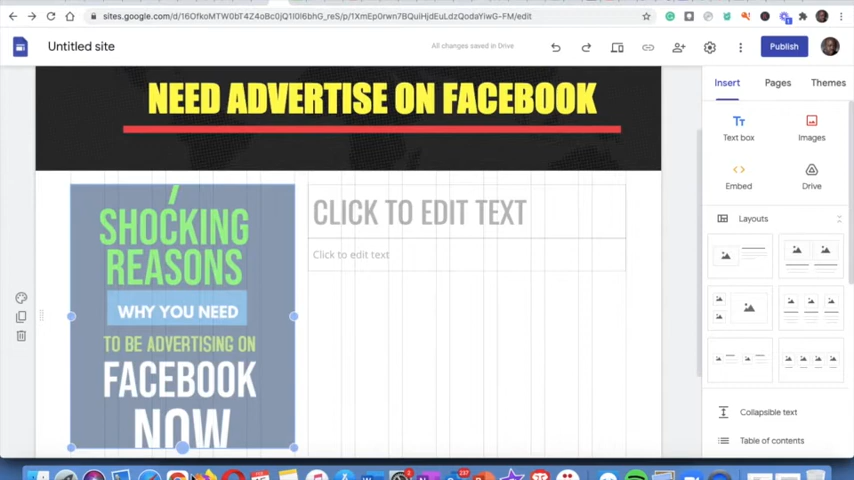 sites.google.com/d/16OfkoMTW0bT4Z4oBc0jQ1I0I6bhG_reS/p/1XmEp0rwn7BQuiHjdEuLdzQodaYiwG-FM/edit
Untitled site
All changes saved in Drive
Publish
NEED ADVERTISE ON FACEBOOK
Insert
Pages
Themes
Text box
Images
Embed
Drive
Layouts
SHOCKING
REASONS
WHY YOU NEED
TO BE ADVERTISING ON
FACEBOOK
NOW
CLICK TO EDIT TEXT
Click to edit text
Collapsible text
Table of contents